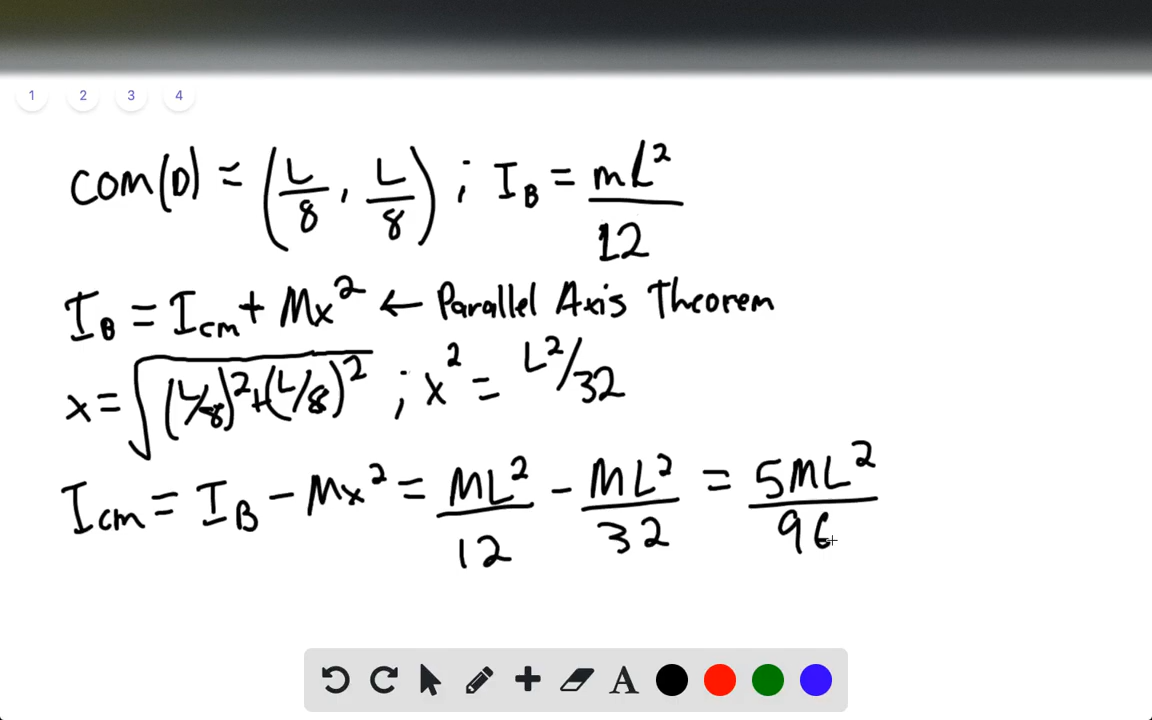 1 2 3 4
com(D) = (L/8, L/8) ; I_B = mL²/12
I_B = I_cm + Mx² ← Parallel Axis Theorem
x = √((L/8)² + (L/8)²) ; x² = L²/32
I_cm = I_B - Mx² = ML²/12 - ML²/32 = 5ML²/96
A